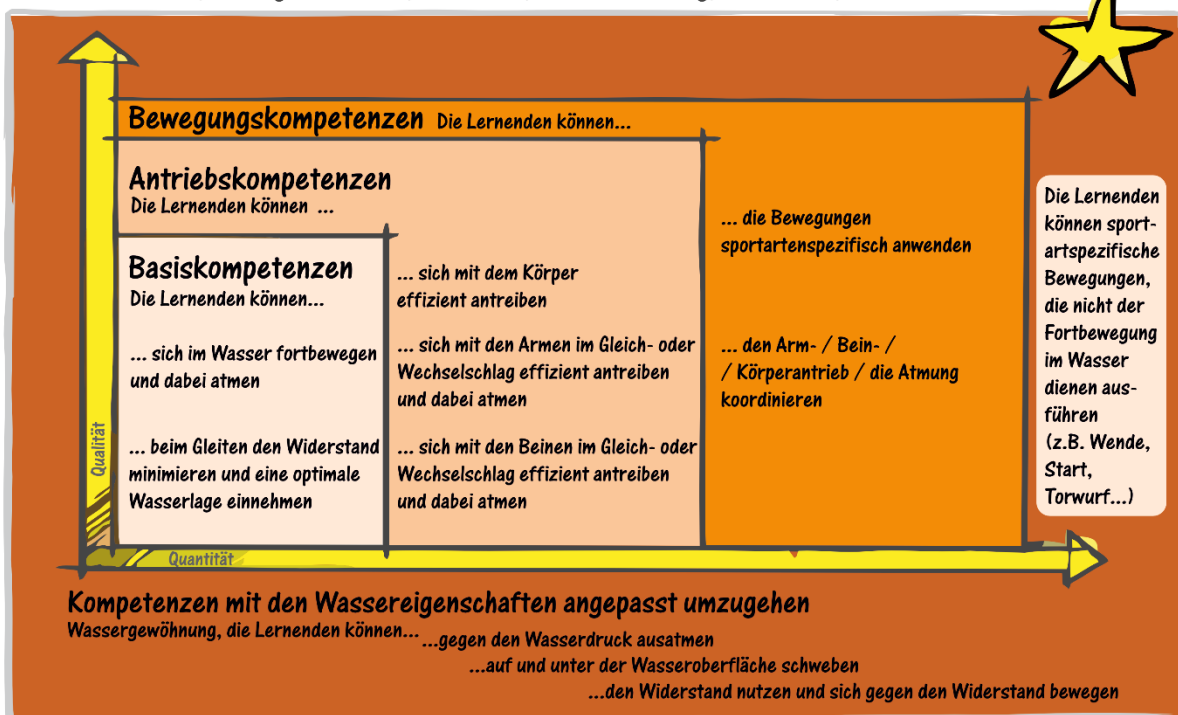 Bewegungskompetenzen Die Lernenden können...
Antriebskompetenzen
Die Lernenden können ...
Basiskompetenzen
Die Lernenden können...
... sich im Wasser fortbewegen
und dabei atmen
... beim Gleiten den Widerstand
minimieren und eine optimale
Wasserlage einnehmen
... sich mit dem Körper
effizient antreiben
... sich mit den Armen im Gleich- oder
Wechselschlag effizient antreiben
und dabei atmen
... sich mit den Beinen im Gleich- oder
Wechselschlag effizient antreiben
und dabei atmen
... die Bewegungen
sportartenspezifisch anwenden
... den Arm- / Bein- /
/ Körperantrieb / die Atmung
koordinieren
Die Lernenden
können sport-
artspezifische
Bewegungen,
die nicht der
Fortbewegung
im Wasser
dienen aus-
führen
(z.B. Wende,
Start,
Torwurf...)
Qualität
Quantität
Kompetenzen mit den Wassereigenschaften angepasst umzugehen
Wassergewöhnung, die Lernenden können...
...gegen den Wasserdruck ausatmen
...auf und unter der Wasseroberfläche schweben
...den Widerstand nutzen und sich gegen den Widerstand bewegen